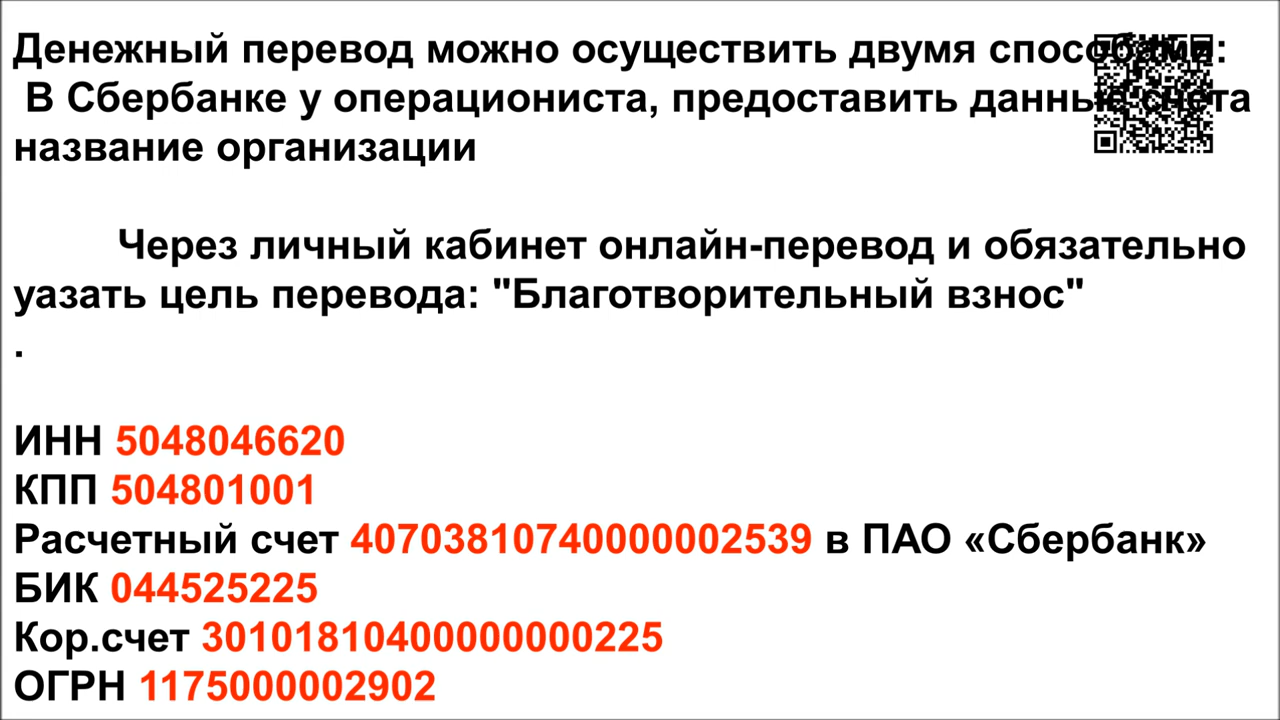 Денежный перевод можно осуществить двумя способами:
В Сбербанке у операциониста, предоставить данные счета
название организации
Через личный кабинет онлайн-перевод и обязательно
уазать цель перевода: "Благотворительный взнос"
.
ИНН 5048046620
КПП 504801001
Расчетный счет 40703810740000002539 в ПАО «Сбербанк»
БИК 044525225
Кор.счет 30101810400000000225
ОГРН 1175000002902